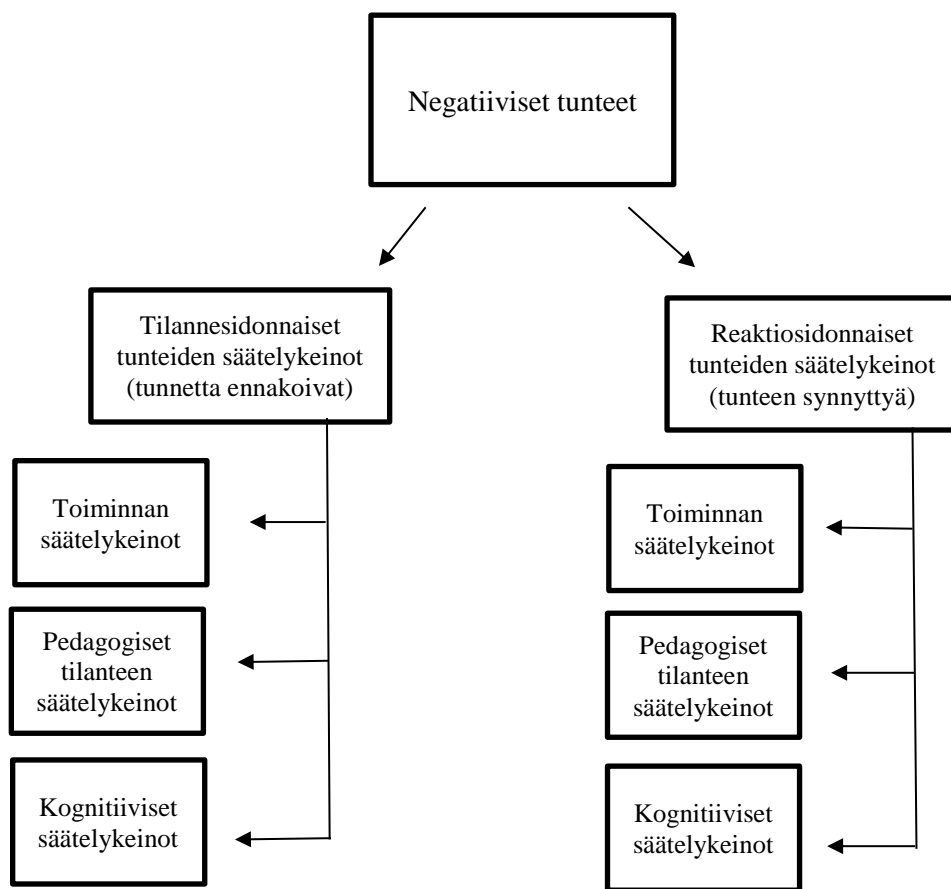 Negatiiviset tunteet
Tilannesidonnaiset
tunteiden säätelykeinot
(tunnetta ennakoivat)
Reaktiosidonnaiset
tunteiden säätelykeinot
(tunteen synnyttyä)
Toiminnan
säätelykeinot
Pedagogiset
tilanteen
säätelykeinot
Kognitiiviset
säätelykeinot
Toiminnan
säätelykeinot
Pedagogiset
tilanteen
säätelykeinot
Kognitiiviset
säätelykeinot